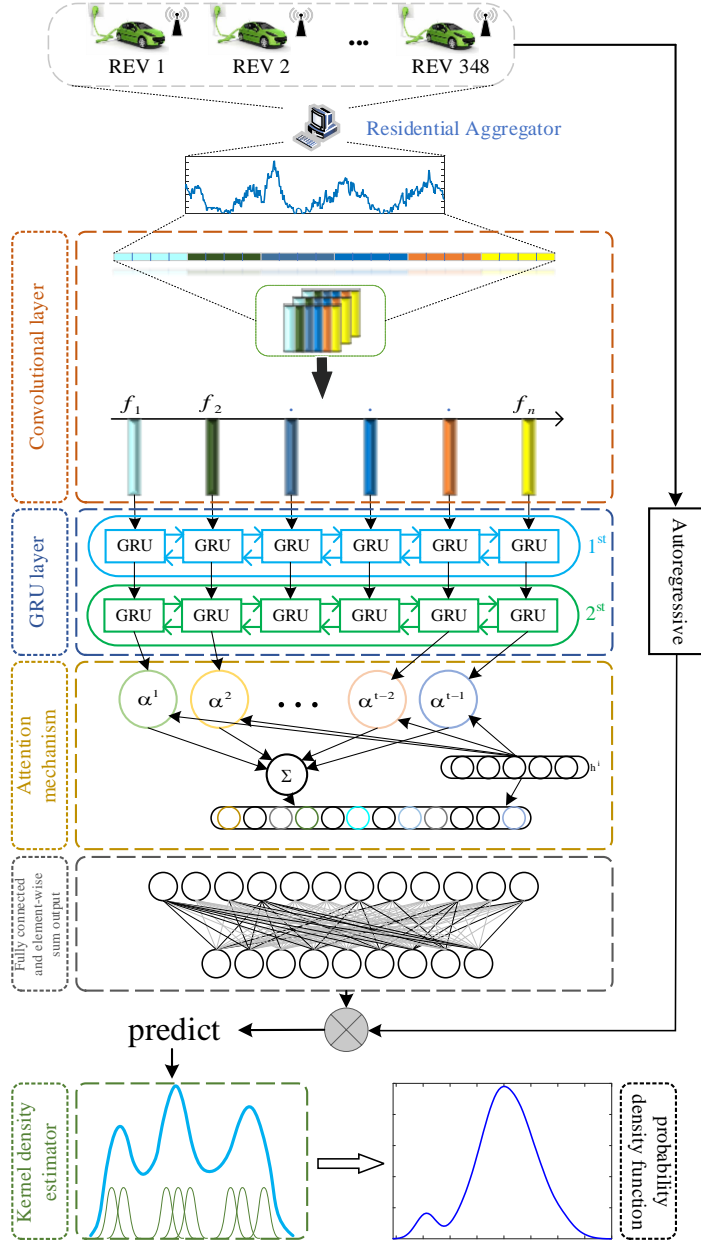 REV 1 REV 2 ... REV 348
Residential Aggregator
Convolutional layer
f1 f2 . . . fn
GRU layer
GRU GRU GRU GRU GRU GRU 1st
GRU GRU GRU GRU GRU GRU 2st
Autoregressive
Attention
mechanism
α1 α2 ... αt−2 αt−1
Σ
hi
Fully connected
and element-wise
sum output
predict
Kernel density
estimator
probability
density function